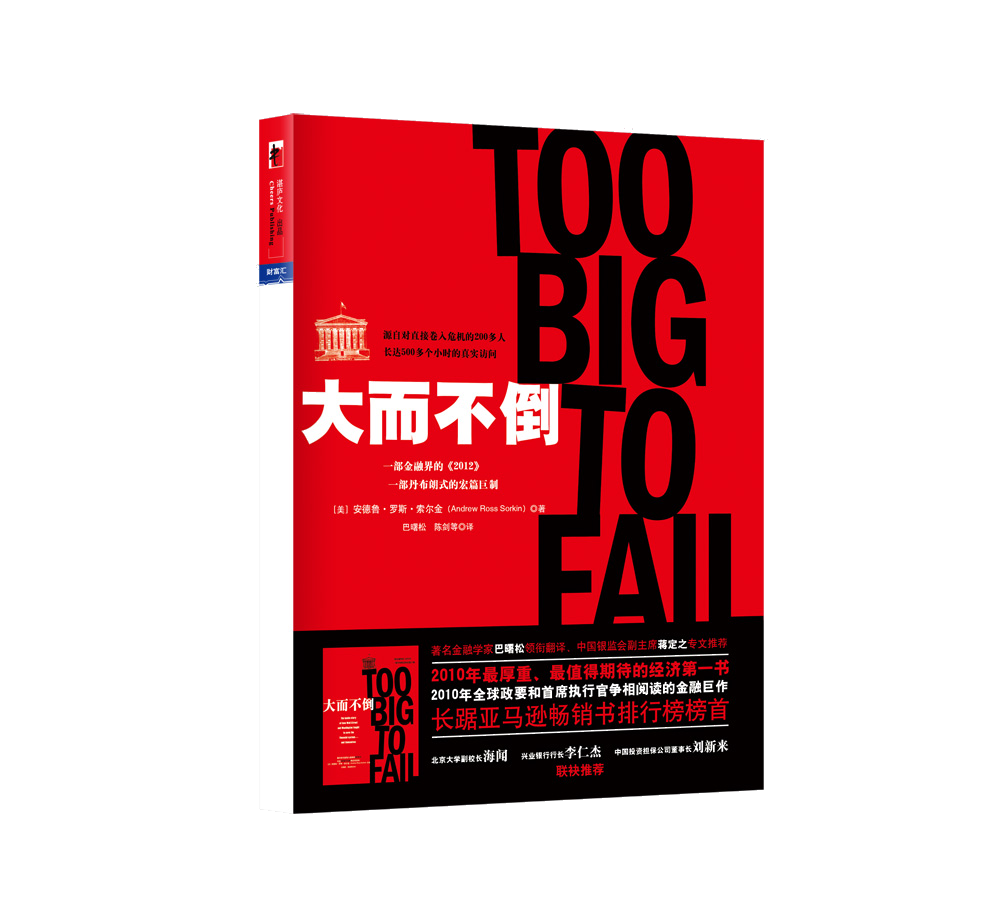 湛庐文化 出品
Cheers Publishing
财富汇
TOO
BIG
TO
FAIL
源自对直接卷入危机的200多人
长达500多个小时的真实访问
大而不倒
一部金融界的《2012》
一部丹布朗式的宏篇巨制
[美] 安德鲁·罗斯·索尔金 (Andrew Ross Sorkin) ◎著
巴曙松 陈剑等◎译
著名金融学家巴曙松领衔翻译、中国银监会副主席蒋定之专文推荐
2010年最厚重、最值得期待的经济第一书
2010年全球政要和首席执行官争相阅读的金融巨作
长踞亚马逊畅销书排行榜榜首
北京大学副校长海闻 兴业银行行长李仁杰 中国投资担保公司董事长刘新来
联袂推荐
大而不倒
TOO
BIG
TO
FAIL